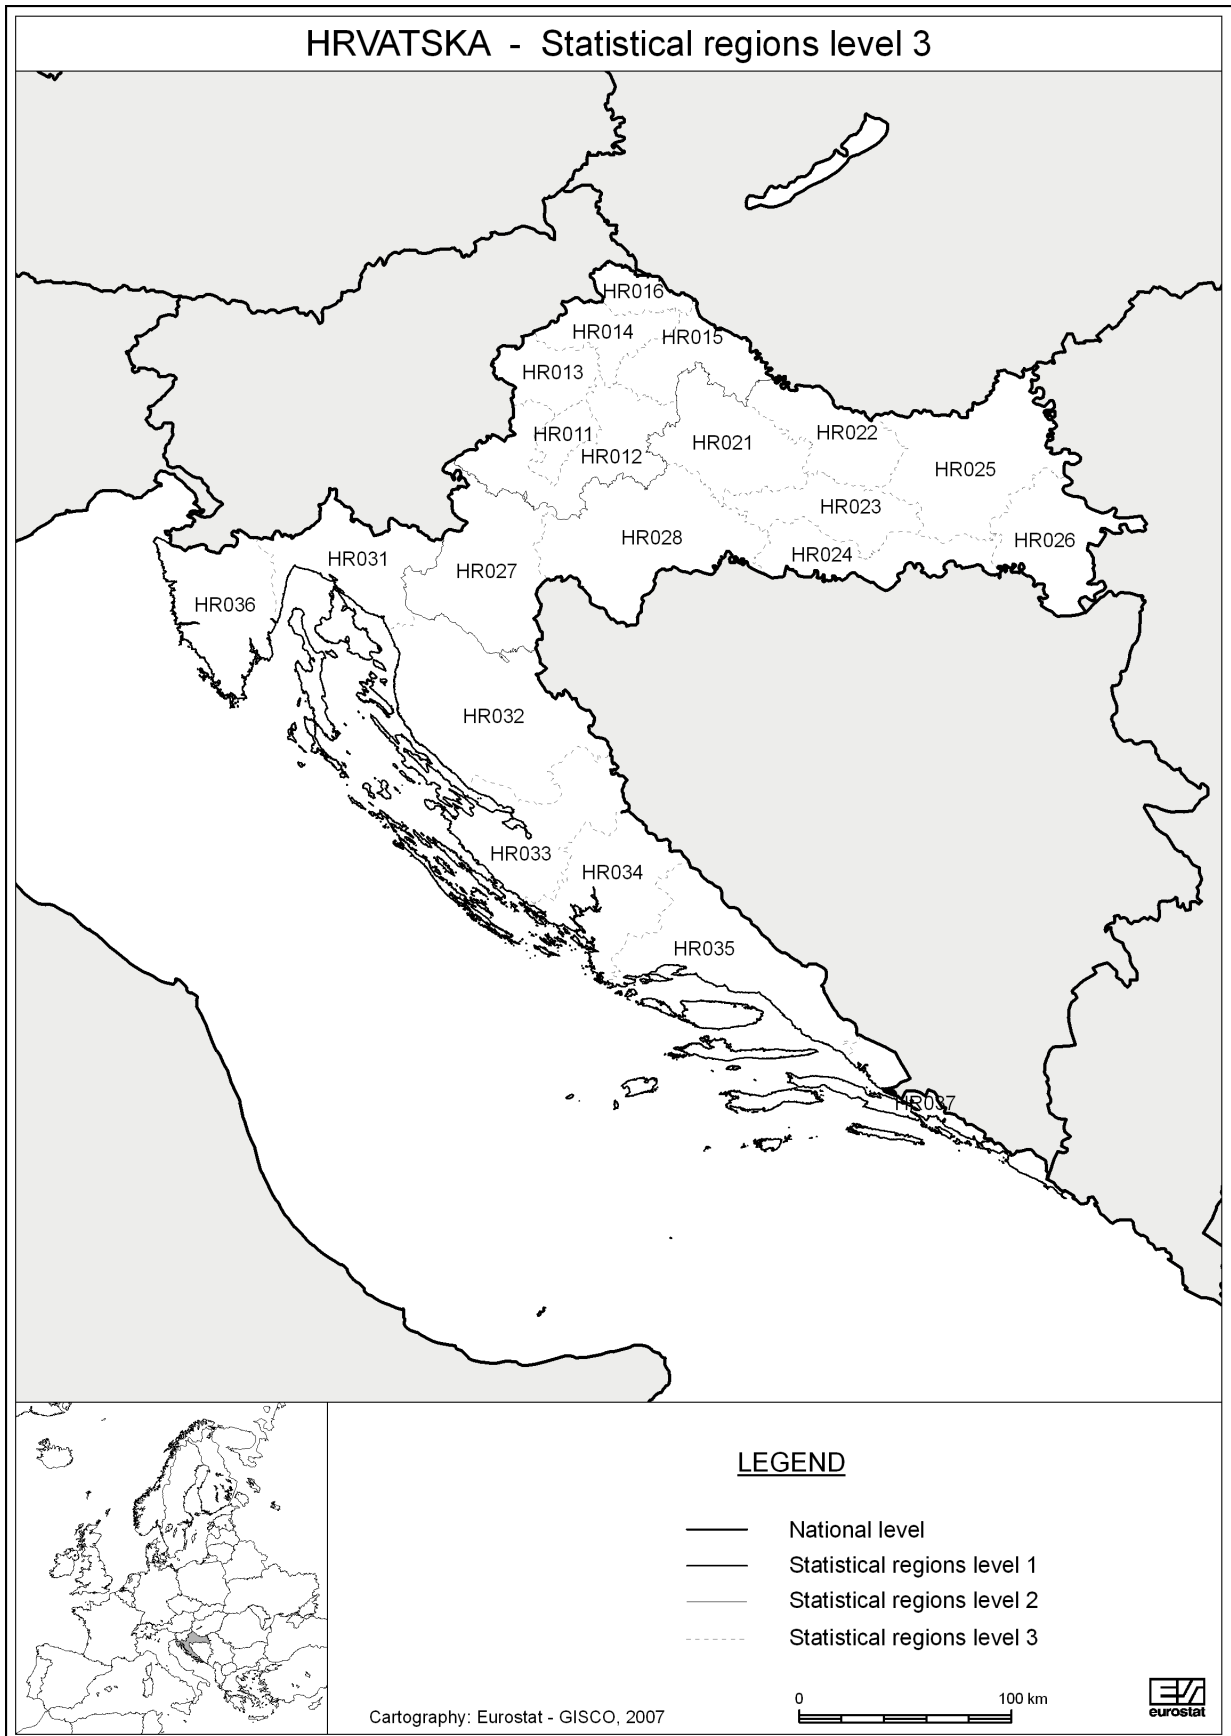 HRVATSKA - Statistical regions level 3
HR016
HR014
HR015
HR013
HR011
HR012
HR021
HR022
HR025
HR023
HR028
HR024
HR026
HR031
HR027
HR036
HR032
HR033
HR034
HR035
HR037
LEGEND
National level
Statistical regions level 1
Statistical regions level 2
Statistical regions level 3
0 100 km
Cartography: Eurostat - GISCO, 2007
eurostat